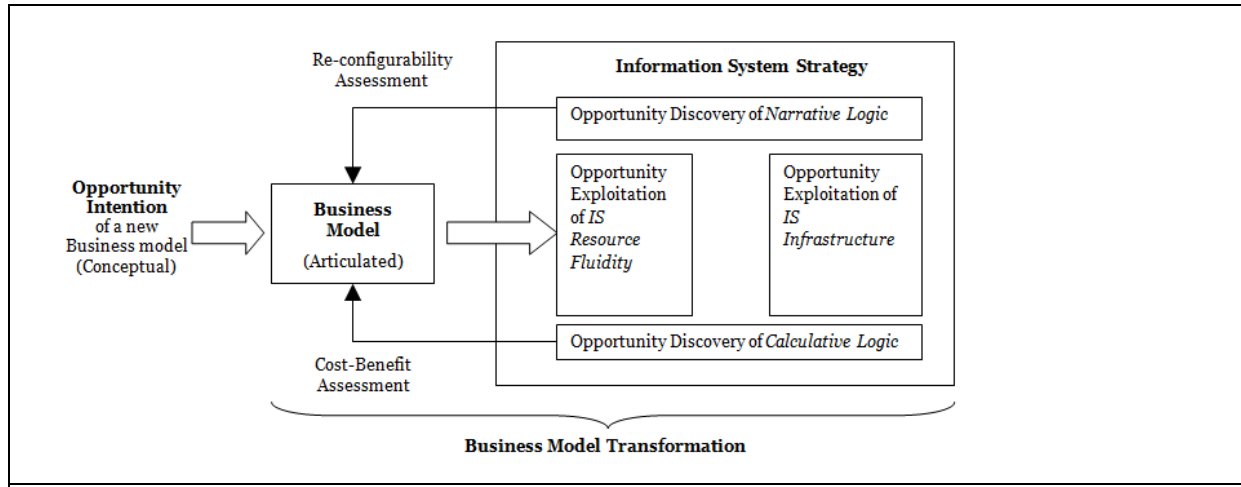 Re-configurability
Assessment
Information System Strategy
Opportunity Discovery of Narrative Logic
Opportunity
Intention
of a new
Business model
(Conceptual)
Business
Model
(Articulated)
Opportunity
Exploitation
of IS
Resource
Fluidity
Opportunity
Exploitation of
IS
Infrastructure
Opportunity Discovery of Calculative Logic
Cost-Benefit
Assessment
Business Model Transformation